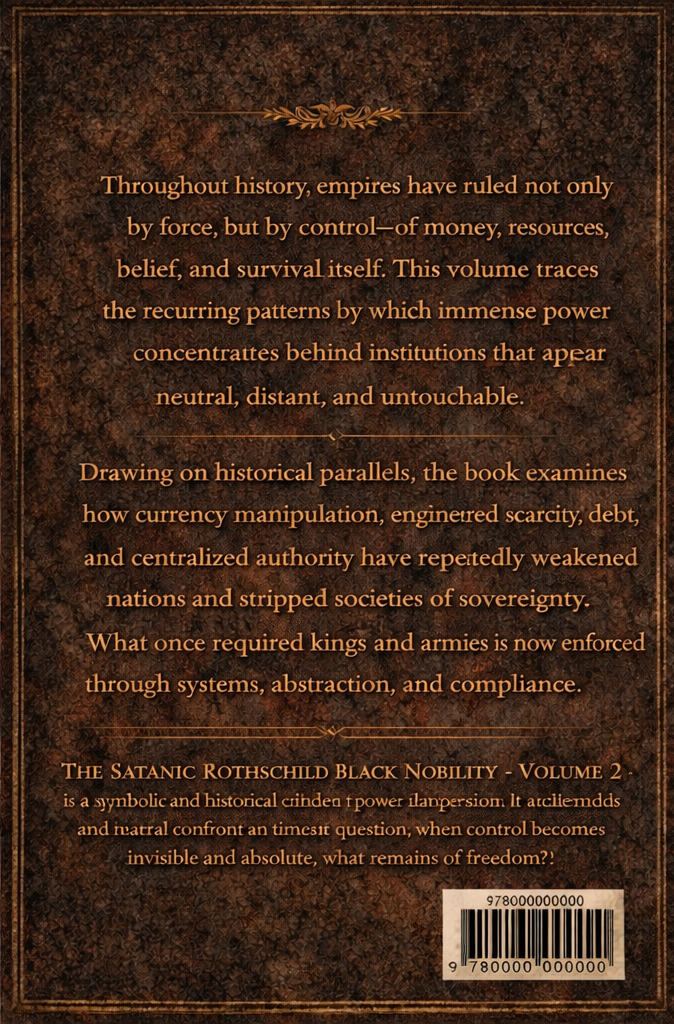 Throughout history, empires have ruled not only
by force, but by control—of money, resources,
belief, and survival itself. This volume traces
the recurring patterns by which immense power
concentrates behind institutions that appear
neutral, distant, and untouchable.
Drawing on historical parallels, the book examines
how currency manipulation, engineered scarcity, debt,
and centralized authority have repeatedly weakened
nations and stripped societies of sovereignty.
What once required kings and armies is now enforced
through systems, abstraction, and compliance.
THE SATANIC ROTHSCHILD BLACK NOBILITY - VOLUME 2 -
is a symbolic and historical power It
and confront an question, when control becomes
invisible and absolute, what remains of freedom?!
978000000000
9 780000 000000